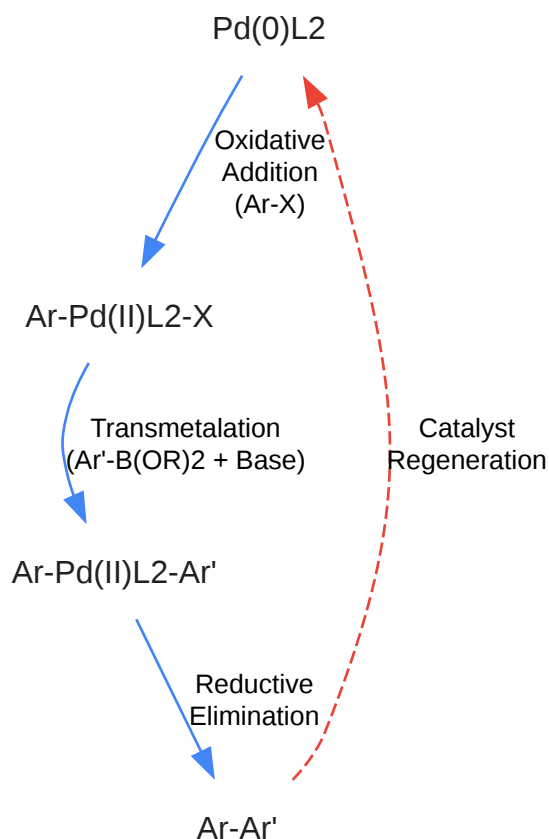 Pd(0)L2
Oxidative
Addition
(Ar-X)
Ar-Pd(II)L2-X
Transmetalation
(Ar'-B(OR)2 + Base)
Catalyst
Regeneration
Ar-Pd(II)L2-Ar'
Reductive
Elimination
Ar-Ar'